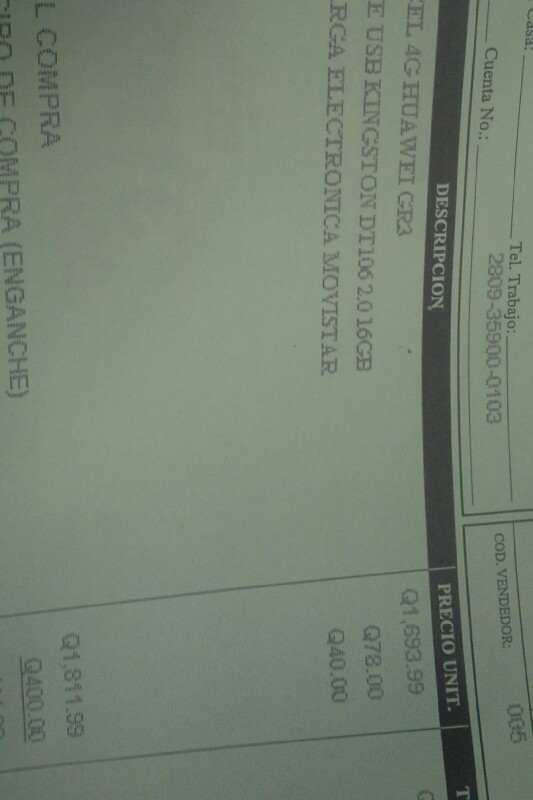 Casa:
Tel. Trabajo:
Cuenta No.: 2809-35900-0103
COD. VENDEDOR: 005
DESCRIPCION PRECIO UNIT. T
CEL 4G HUAWEI GR3 Q1,693.99 Q
E USB KINGSTON DT106 2.0 16GB Q78.00
RGA ELECTRONICA MOVISTAR Q40.00
L COMPRA Q1,811.99
CIBO DE COMPRA (ENGANCHE) Q400.00